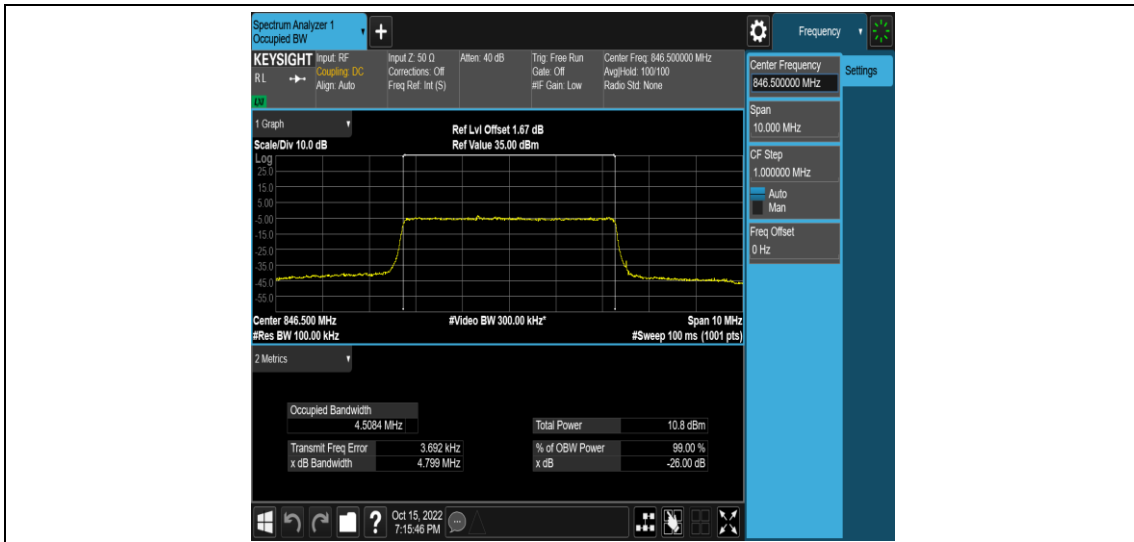 Spectrum Analyzer 1
Occupied BW
+
Frequency
KEYSIGHT
RL
LXI
Input: RF
Coupling: DC
Align: Auto
Input Z: 50 Ω
Corrections: Off
Freq Ref: Int (S)
Atten: 40 dB
Trig: Free Run
Gate: Off
#IF Gain: Low
Center Freq: 846.500000 MHz
Avg|Hold: 100/100
Radio Std: None
Center Frequency
846.500000 MHz
Settings
Span
10.000 MHz
CF Step
1.000000 MHz
Auto
Man
Freq Offset
0 Hz
1 Graph
Scale/Div 10.0 dB
Ref Lvl Offset 1.67 dB
Ref Value 35.00 dBm
Log
25.0
15.0
5.00
-5.00
-15.0
-25.0
-35.0
-45.0
-55.0
Center 846.500 MHz
#Res BW 100.00 kHz
#Video BW 300.00 kHz*
Span 10 MHz
#Sweep 100 ms (1001 pts)
2 Metrics
Occupied Bandwidth
4.5084 MHz
Total Power 10.8 dBm
Transmit Freq Error 3.692 kHz
% of OBW Power 99.00 %
x dB Bandwidth 4.799 MHz
x dB -26.00 dB
?
Oct 15, 2022
7:15:46 PM